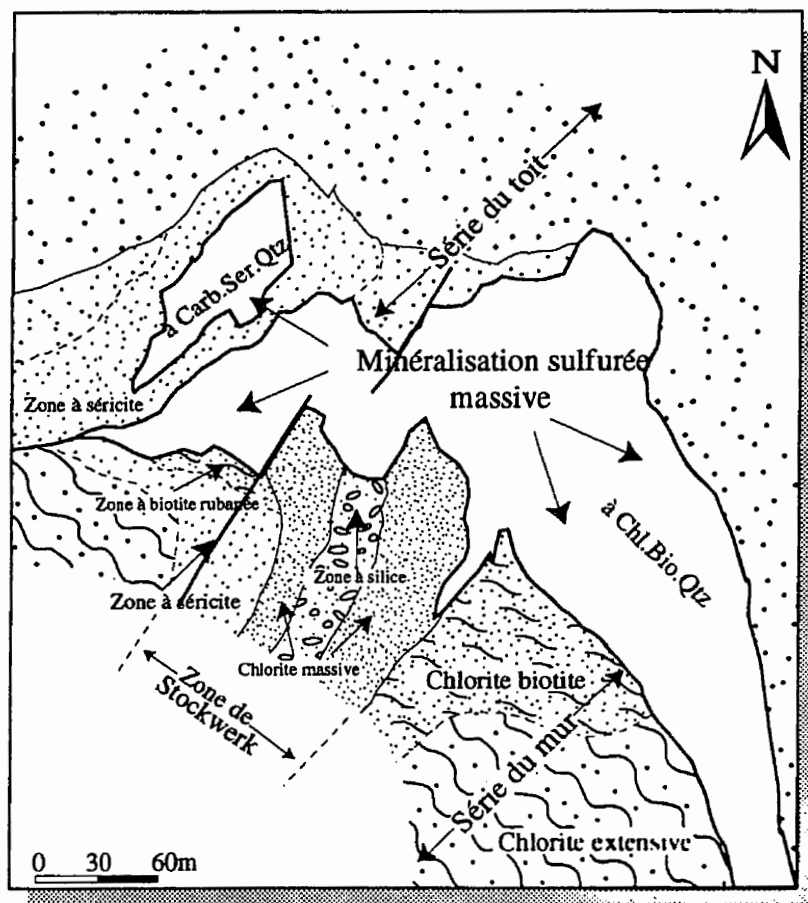 N
Série du toit
à Carb.Ser.Qtz
Minéralisation sulfurée
massive
Zone à séricite
Zone à biotite rubanée
à Chl.Bio.Qtz
Zone à silice
Zone à séricite
Chlorite massive
Chlorite biotite
Zone de
Stockwerk
Série du mur
Chlorite extensive
0 30 60m